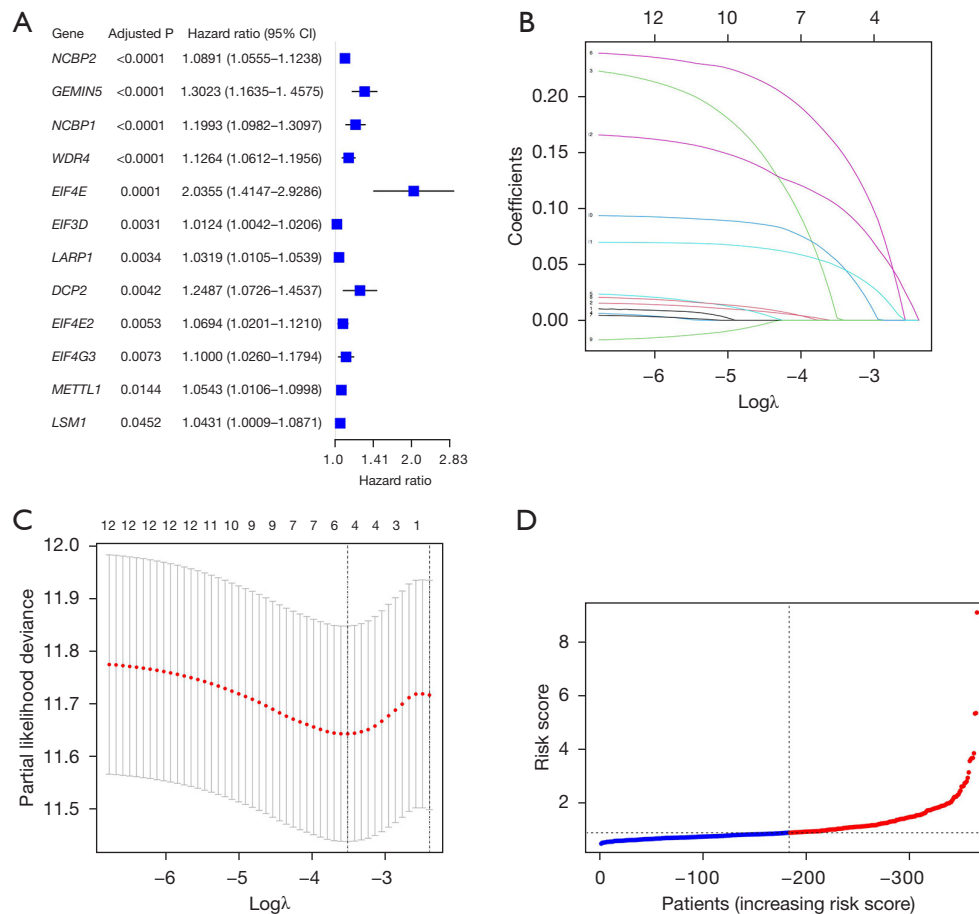 A
Gene Adjusted P Hazard ratio (95% CI)
NCBP2 <0.0001 1.0891 (1.0555–1.1238)
GEMIN5 <0.0001 1.3023 (1.1635–1. 4575)
NCBP1 <0.0001 1.1993 (1.0982–1.3097)
WDR4 <0.0001 1.1264 (1.0612–1.1956)
EIF4E 0.0001 2.0355 (1.4147–2.9286)
EIF3D 0.0031 1.0124 (1.0042–1.0206)
LARP1 0.0034 1.0319 (1.0105–1.0539)
DCP2 0.0042 1.2487 (1.0726–1.4537)
EIF4E2 0.0053 1.0694 (1.0201–1.1210)
EIF4G3 0.0073 1.1000 (1.0260–1.1794)
METTL1 0.0144 1.0543 (1.0106–1.0998)
LSM1 0.0452 1.0431 (1.0009–1.0871)
1.0 1.41 2.0 2.83
Hazard ratio
B
12 10 7 4
Coefficients
0.20
0.15
0.10
0.05
0.00
−6 −5 −4 −3
Logλ
C
12 12 12 12 12 11 10 9 9 7 7 6 4 4 3 1
Partial likelihood deviance
12.0
11.9
11.8
11.7
11.6
11.5
−6 −5 −4 −3
Logλ
D
Risk score
8
6
4
2
0 −100 −200 −300
Patients (increasing risk score)